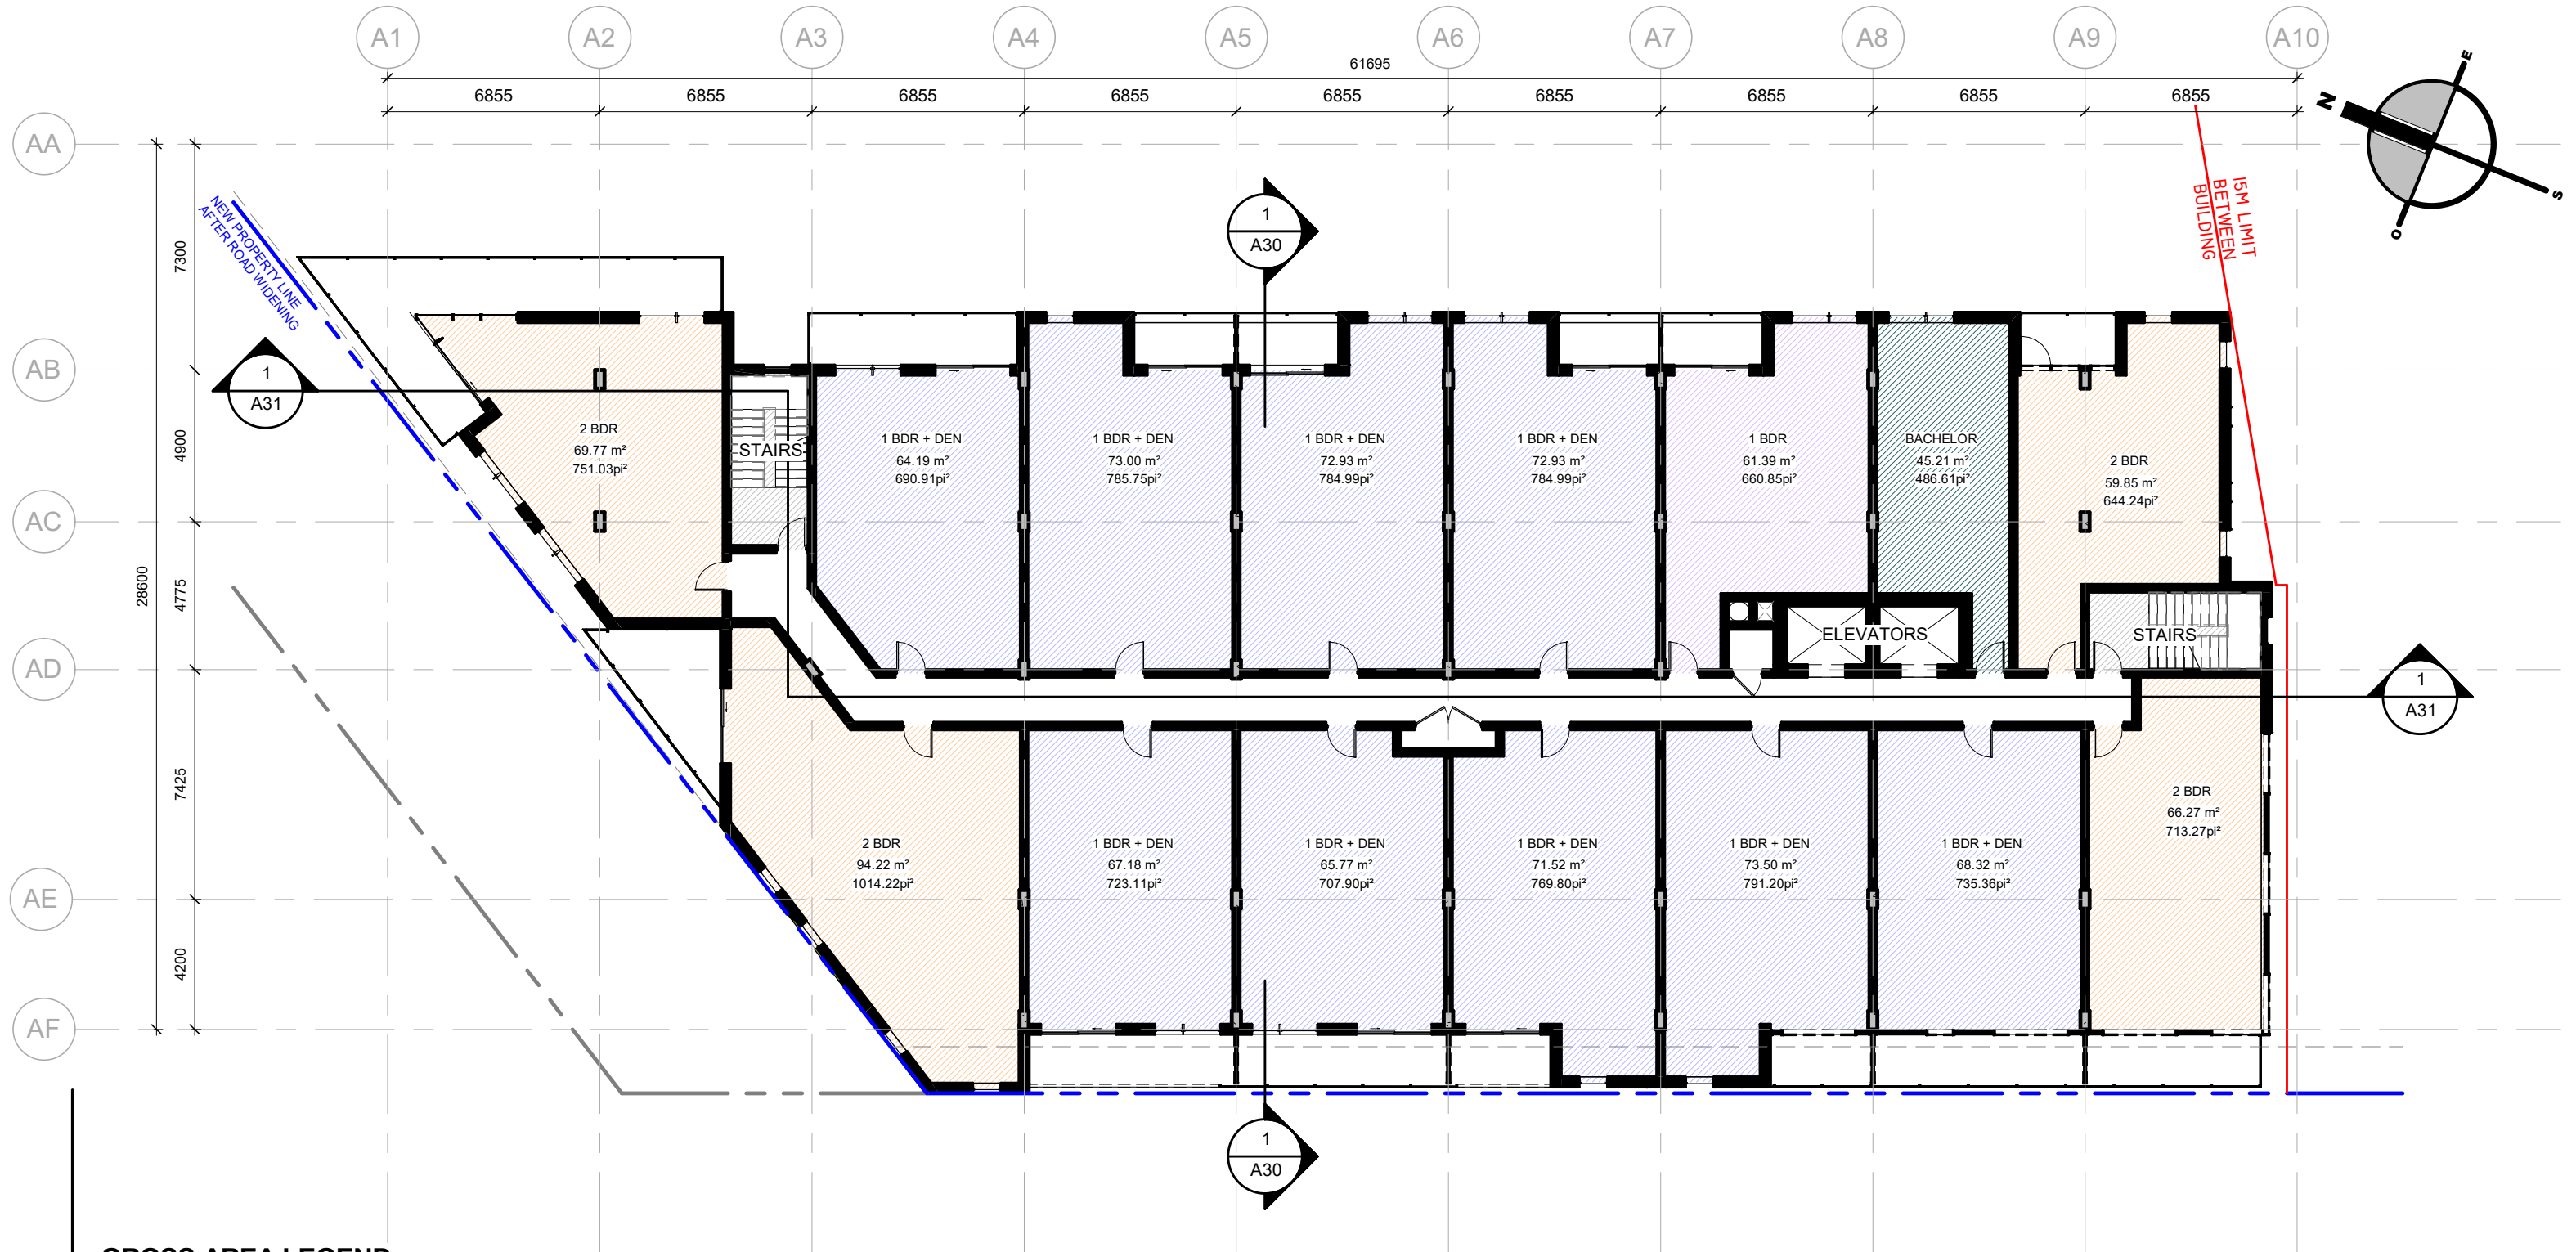 A1 A2 A3 A4 A5 A6 A7 A8 A9 A10
61695
6855 6855 6855 6855 6855 6855 6855 6855 6855
N
E
S
O
AA
AB
AC
AD
AE
AF
28600
7300
4900
4775
7425
4200
NEW PROPERTY LINE
AFTER ROAD WIDENING
15M LIMIT
BETWEEN
BUILDING
1
A30
1
A31
2 BDR
69.77 m²
751.03pi²
STAIRS
1 BDR + DEN
64.19 m²
690.91pi²
1 BDR + DEN
73.00 m²
785.75pi²
1 BDR + DEN
72.93 m²
784.99pi²
1 BDR + DEN
72.93 m²
784.99pi²
1 BDR
61.39 m²
660.85pi²
BACHELOR
45.21 m²
486.61pi²
2 BDR
59.85 m²
644.24pi²
ELEVATORS
STAIRS
1
A31
2 BDR
94.22 m²
1014.22pi²
1 BDR + DEN
67.18 m²
723.11pi²
1 BDR + DEN
65.77 m²
707.90pi²
1 BDR + DEN
71.52 m²
769.80pi²
1 BDR + DEN
73.50 m²
791.20pi²
1 BDR + DEN
68.32 m²
735.36pi²
2 BDR
66.27 m²
713.27pi²
1
A30
GROSS AREA LEGEND